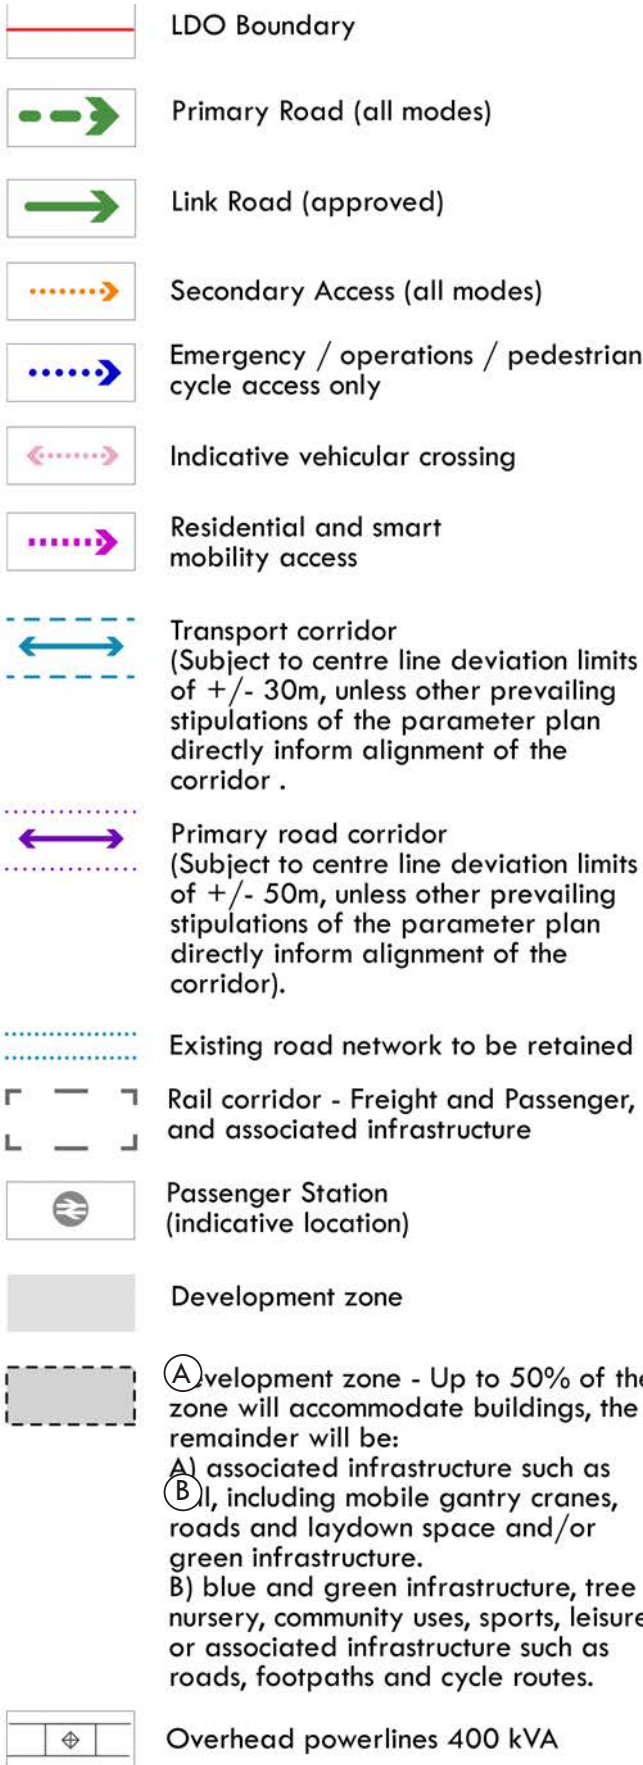 LDO Boundary
Primary Road (all modes)
Link Road (approved)
Secondary Access (all modes)
Emergency / operations / pedestrian
cycle access only
Indicative vehicular crossing
Residential and smart
mobility access
Transport corridor
(Subject to centre line deviation limits
of +/- 30m, unless other prevailing
stipulations of the parameter plan
directly inform alignment of the
corridor .
Primary road corridor
(Subject to centre line deviation limits
of +/- 50m, unless other prevailing
stipulations of the parameter plan
directly inform alignment of the
corridor).
Existing road network to be retained
Rail corridor - Freight and Passenger,
and associated infrastructure
Passenger Station
(indicative location)
Development zone
A velopment zone - Up to 50% of the
zone will accommodate buildings, the
remainder will be:
A) associated infrastructure such as
B l, including mobile gantry cranes,
roads and laydown space and/or
green infrastructure.
B) blue and green infrastructure, tree
nursery, community uses, sports, leisure
or associated infrastructure such as
roads, footpaths and cycle routes.
Overhead powerlines 400 kVA